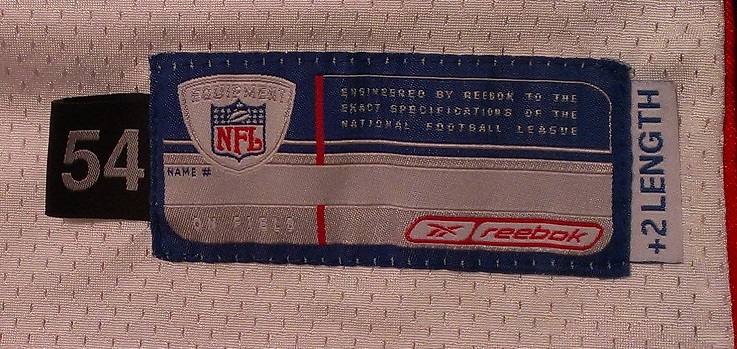 54
EQUIPMENT
NFL
ENGINEERED BY REEBOK TO THE
EXACT SPECIFICATIONS OF THE
NATIONAL FOOTBALL LEAGUE
NAME #
ON FIELD
reebok
+2 LENGTH